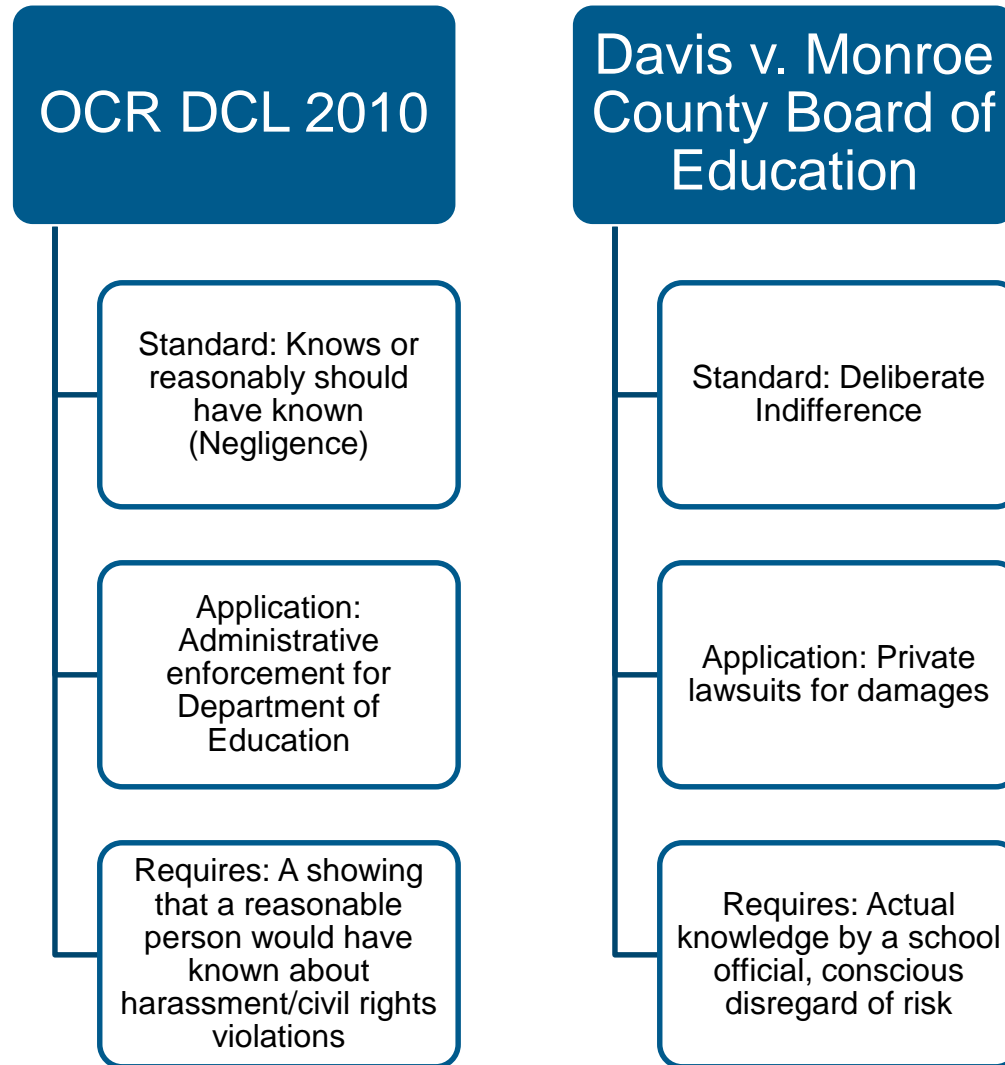 OCR DCL 2010
Standard: Knows or
reasonably should
have known
(Negligence)
Application:
Administrative
enforcement for
Department of
Education
Requires: A showing
that a reasonable
person would have
known about
harassment/civil rights
violations
Davis v. Monroe
County Board of
Education
Standard: Deliberate
Indifference
Application: Private
lawsuits for damages
Requires: Actual
knowledge by a school
official, conscious
disregard of risk